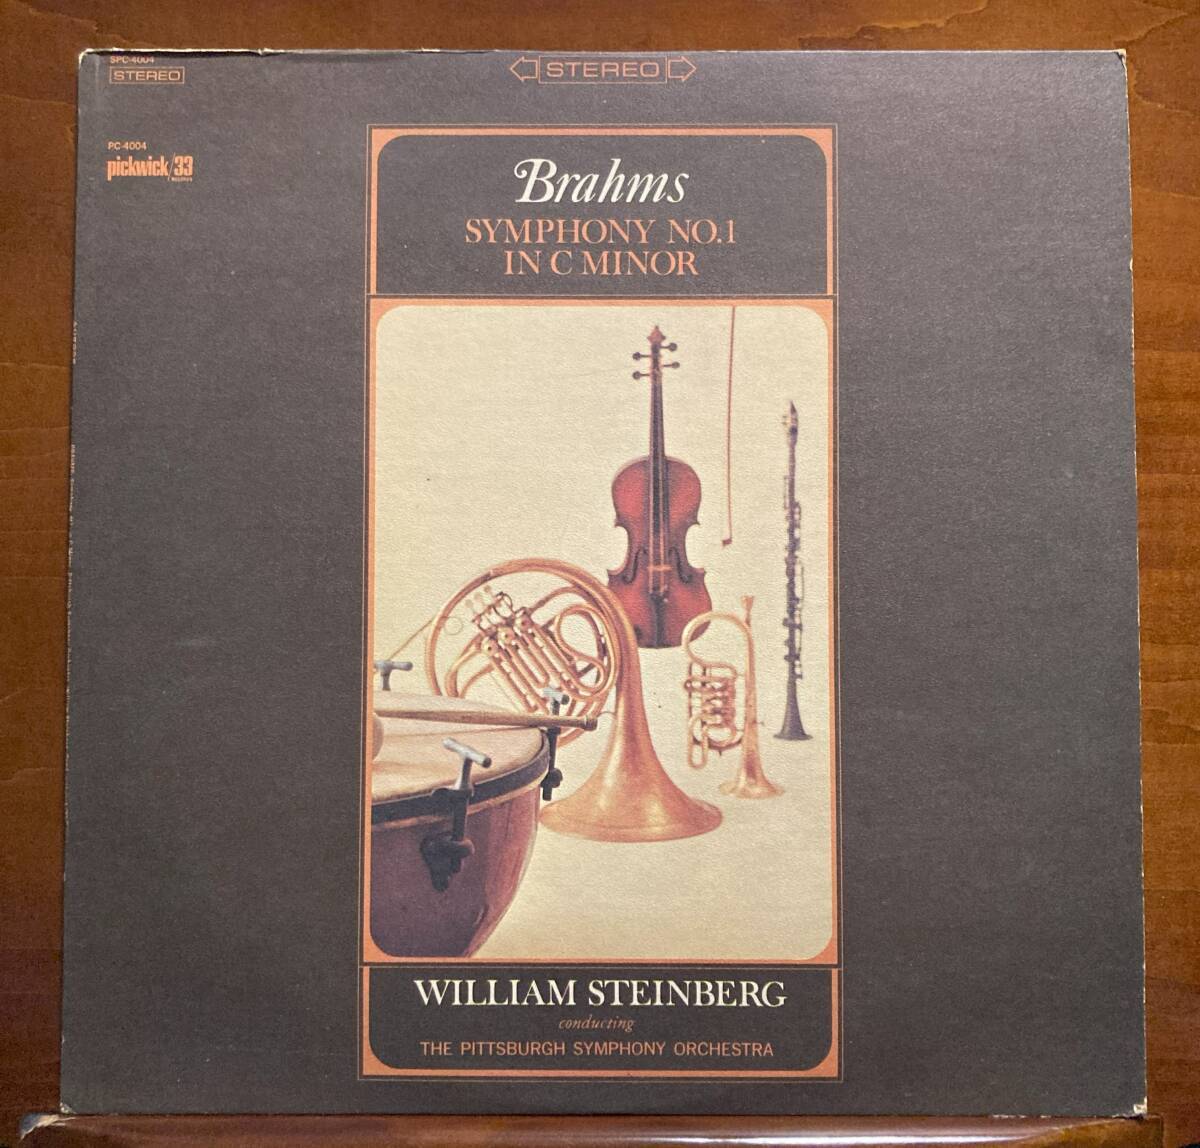 SPC-4004
STEREO
STEREO
PC-4004
pickwick/33
RECORDS
Brahms
SYMPHONY NO.1
IN C MINOR
WILLIAM STEINBERG
conducting
THE PITTSBURGH SYMPHONY ORCHESTRA